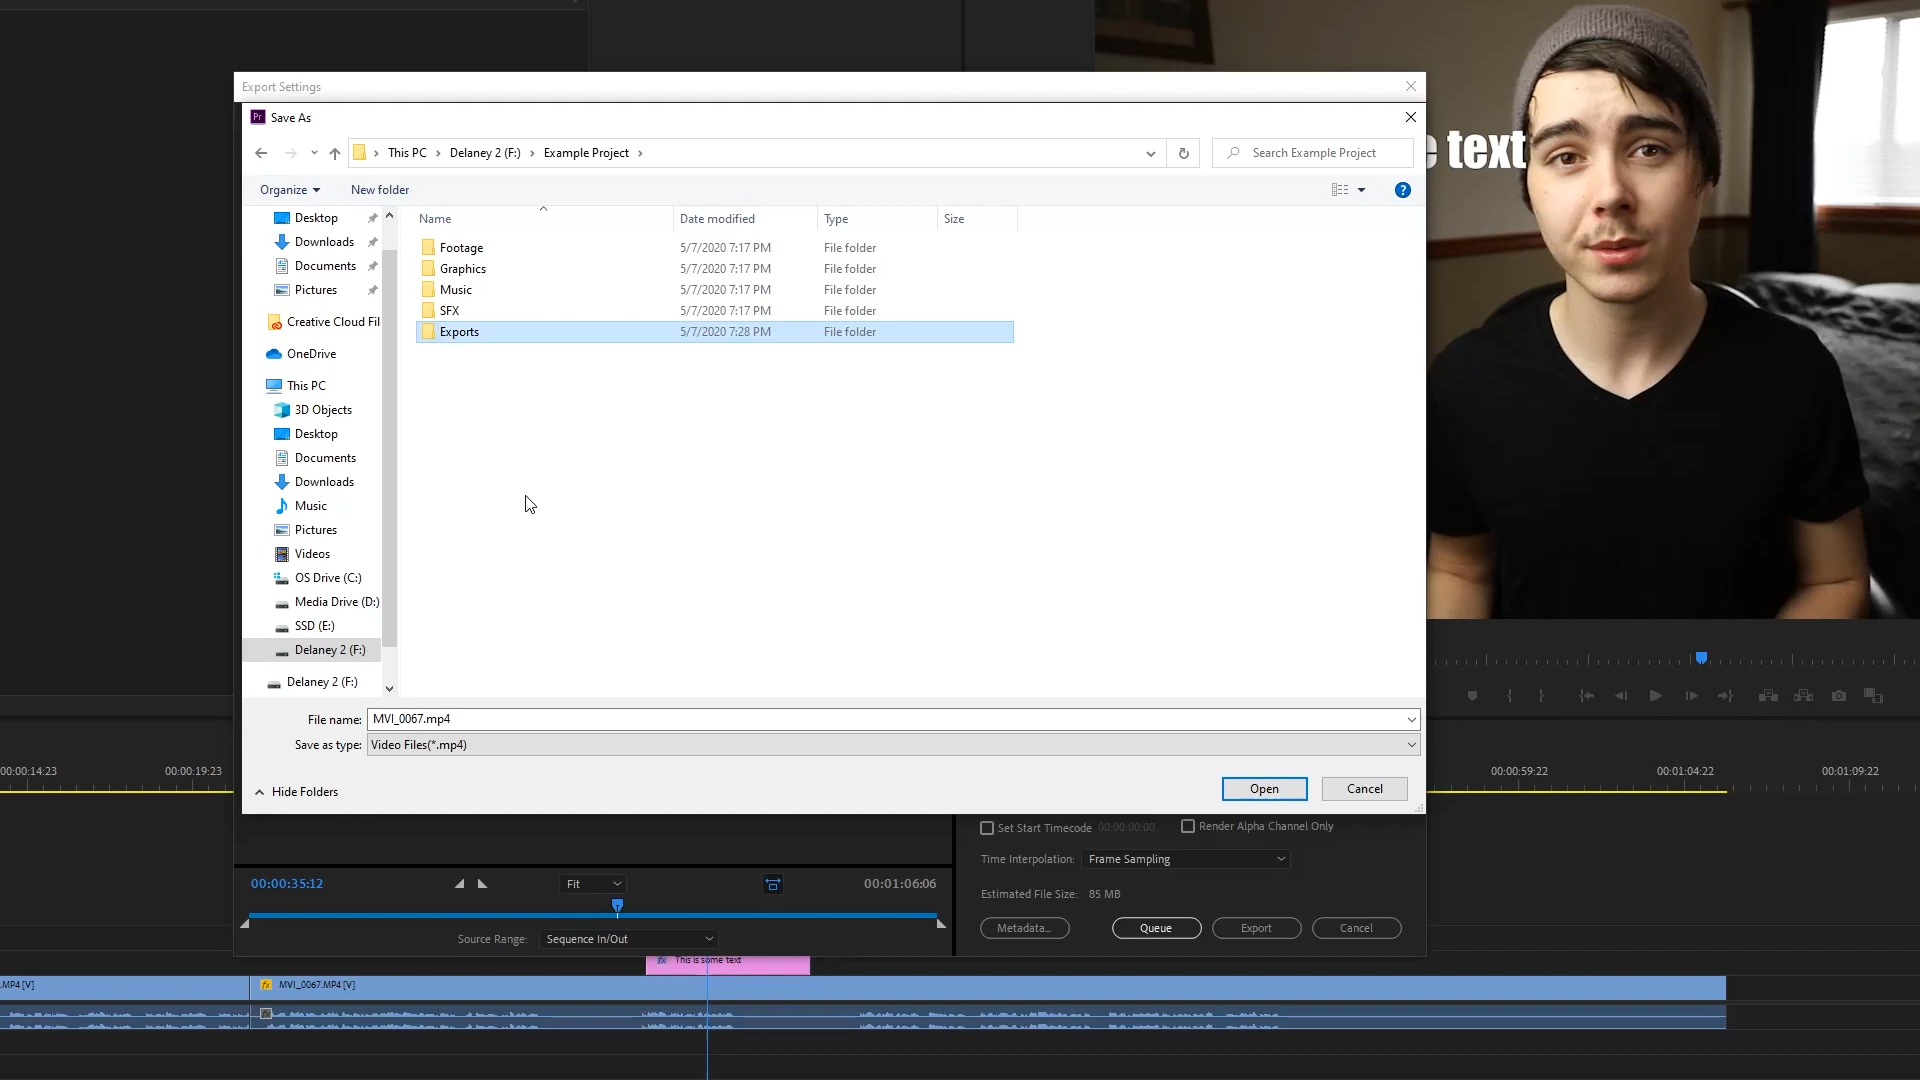 Export Settings
Pr Save As
This PC
Delaney 2 (F:)
Example Project
Search Example Project
Organize
New folder
?
Name
Date modified
Type
Size
Desktop
Downloads
Documents
Pictures
Creative Cloud Fil
OneDrive
This PC
3D Objects
Desktop
Documents
Downloads
Music
Pictures
Videos
OS Drive (C:)
Media Drive (D:)
SSD (E:)
Delaney 2 (F:)
Delaney 2 (F:)
Footage 5/7/2020 7:17 PM File folder
Graphics 5/7/2020 7:17 PM File folder
Music 5/7/2020 7:17 PM File folder
SFX 5/7/2020 7:17 PM File folder
Exports 5/7/2020 7:28 PM File folder
e text
File name: MVI_0067.mp4
Save as type: Video Files(*.mp4)
Hide Folders
Open
Cancel
00:00:14:23
00:00:19:23
00:00:59:22
00:01:04:22
00:01:09:22
Set Start Timecode 00:00:00:00
Render Alpha Channel Only
Time Interpolation: Frame Sampling
Estimated File Size: 85 MB
00:00:35:12
Fit
00:01:06:06
Source Range: Sequence In/Out
Metadata...
Queue
Export
Cancel
fx This is some text
.MP4 [V]
fx MVI_0067.MP4 [V]